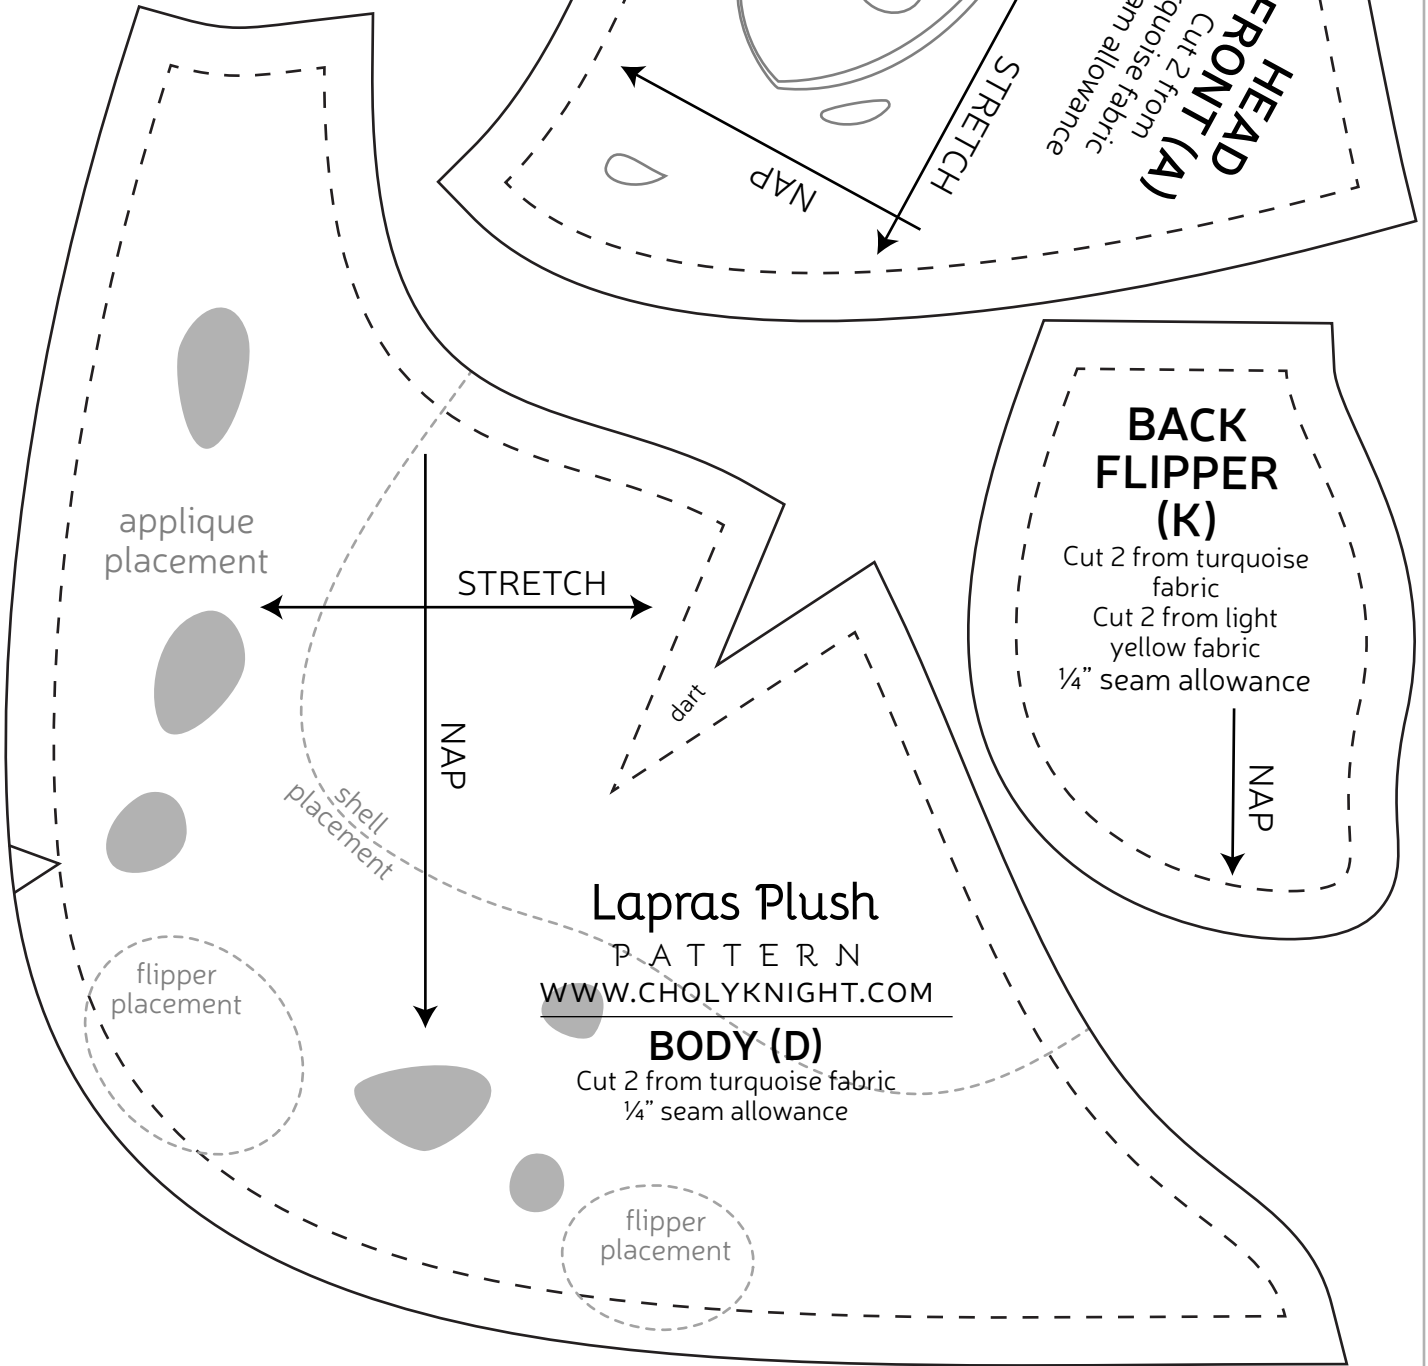 HEAD
FRONT (A)
Cut 2 from
fabric
allowance
STRETCH
NAP
BACK
FLIPPER
(K)
Cut 2 from turquoise
fabric
Cut 2 from light
yellow fabric
¼” seam allowance
NAP
applique
placement
STRETCH
NAP
dart
shell
placement
Lapras Plush
PATTERN
WWW.CHOLYKNIGHT.COM
BODY (D)
Cut 2 from turquoise fabric
¼” seam allowance
flipper
placement
flipper
placement